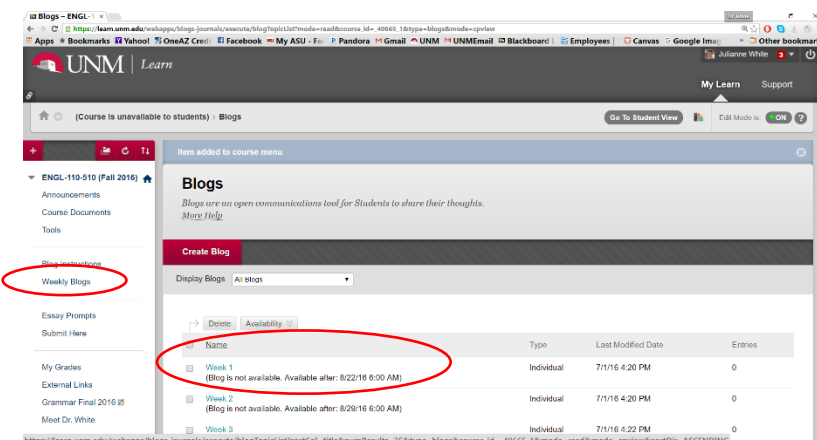 Blogs – ENGL-1
Dr. White
https://learn.unm.edu/webapps/blogs-journals/execute/blogTopicList?mode=read&course_id=_40665_1&type=blogs&mode=cpview
Apps Bookmarks Yahoo! OneAZ Credi Facebook My ASU - Fo Pandora Gmail UNM UNMEmail Blackboard Employees Canvas Google Imag Other bookmar
UNM | Learn
Julianne White 3
My Learn Support
(Course is unavailable to students) Blogs Go To Student View Edit Mode is: ON ?
Item added to course menu
ENGL-110-510 (Fall 2016)
Announcements
Course Documents
Tools
Blog Instructions
Weekly Blogs
Essay Prompts
Submit Here
My Grades
External Links
Grammar Final 2016
Meet Dr. White
Blogs
Blogs are an open communications tool for Students to share their thoughts.
More Help
Create Blog
Display Blogs All Blogs
Delete Availability
Name Type Last Modified Date Entries
Week 1 Individual 7/1/16 4:20 PM 0
(Blog is not available. Available after: 8/22/16 6:00 AM)
Week 2 Individual 7/1/16 4:20 PM 0
(Blog is not available. Available after: 8/29/16 6:00 AM)
Week 3 Individual 7/1/16 4:22 PM 0